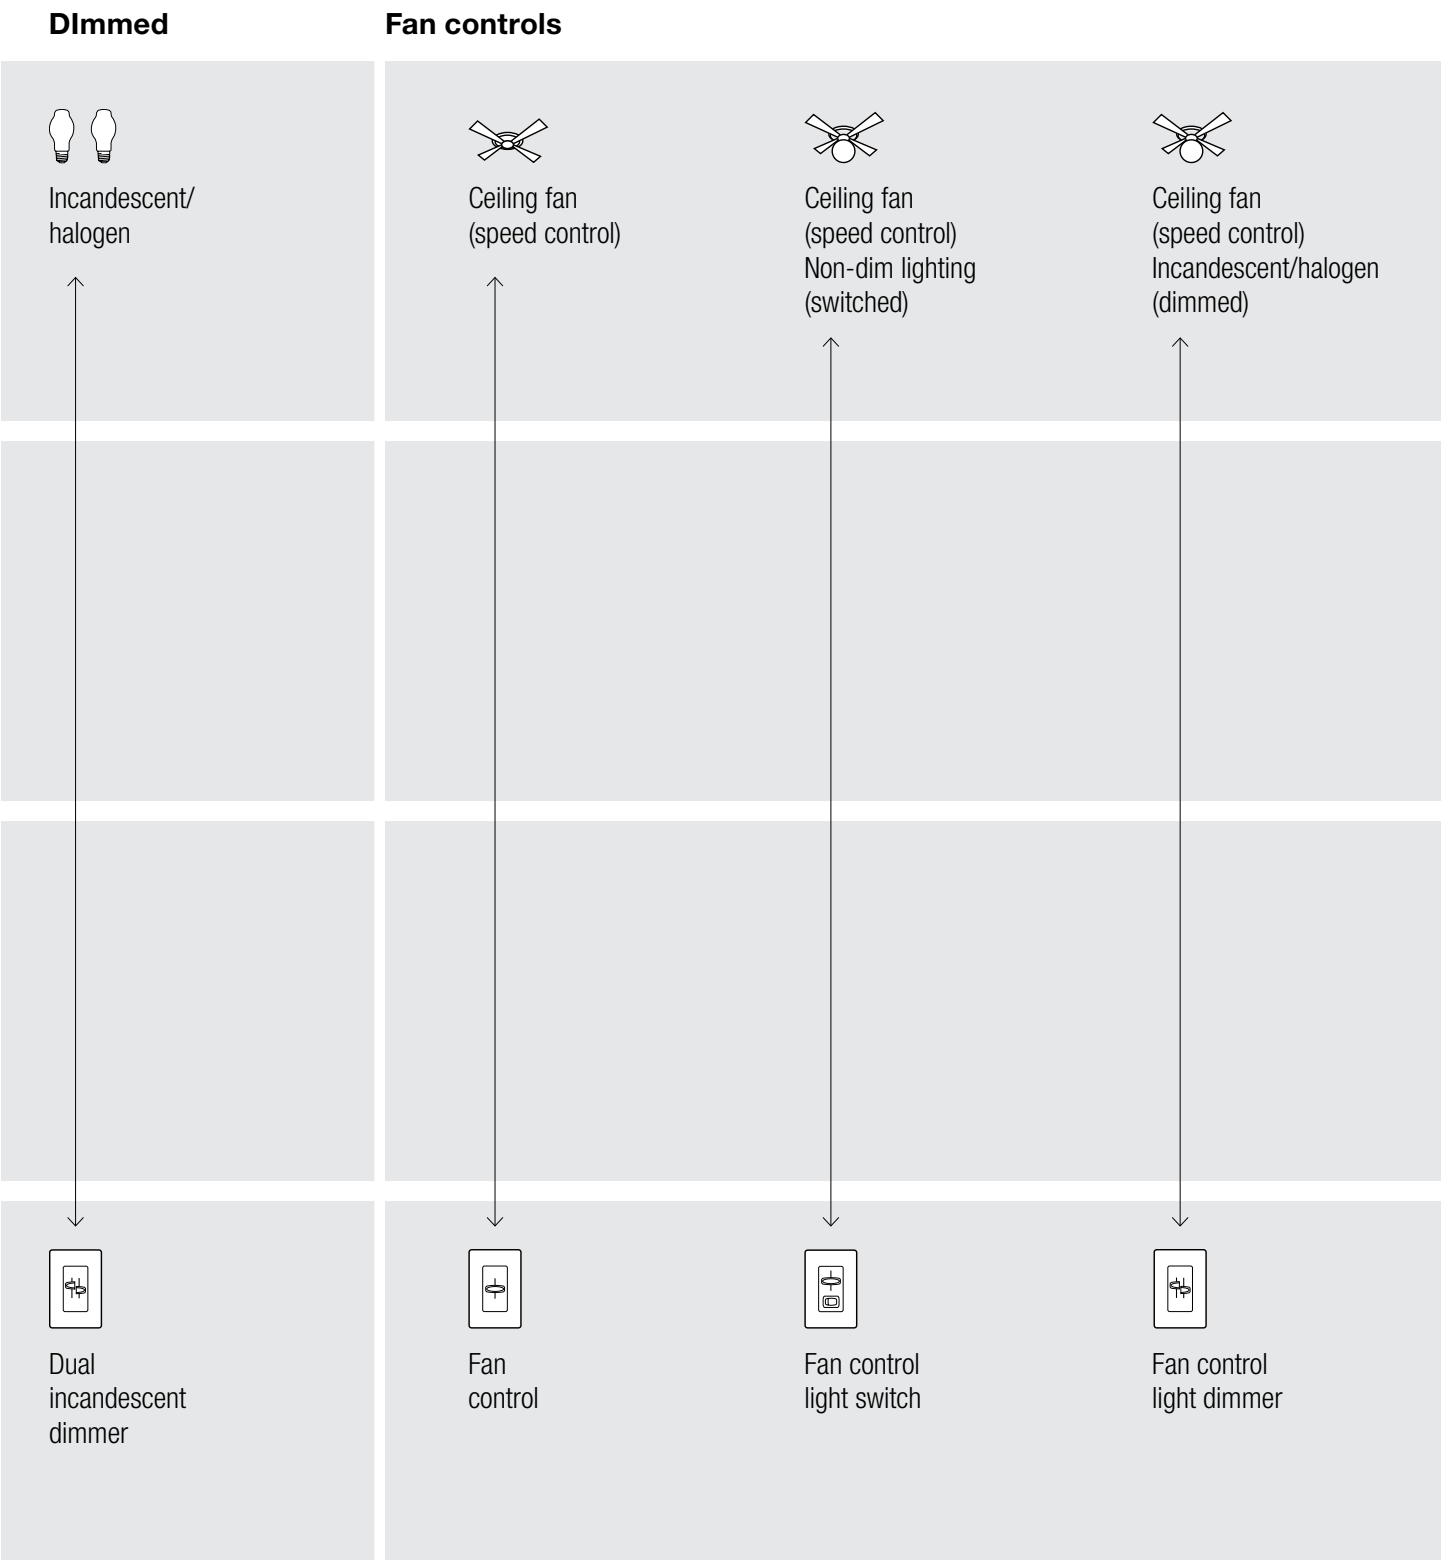 DImmed
Fan controls
Incandescent/
halogen
Ceiling fan
(speed control)
Ceiling fan
(speed control)
Non-dim lighting
(switched)
Ceiling fan
(speed control)
Incandescent/halogen
(dimmed)
Dual
incandescent
dimmer
Fan
control
Fan control
light switch
Fan control
light dimmer